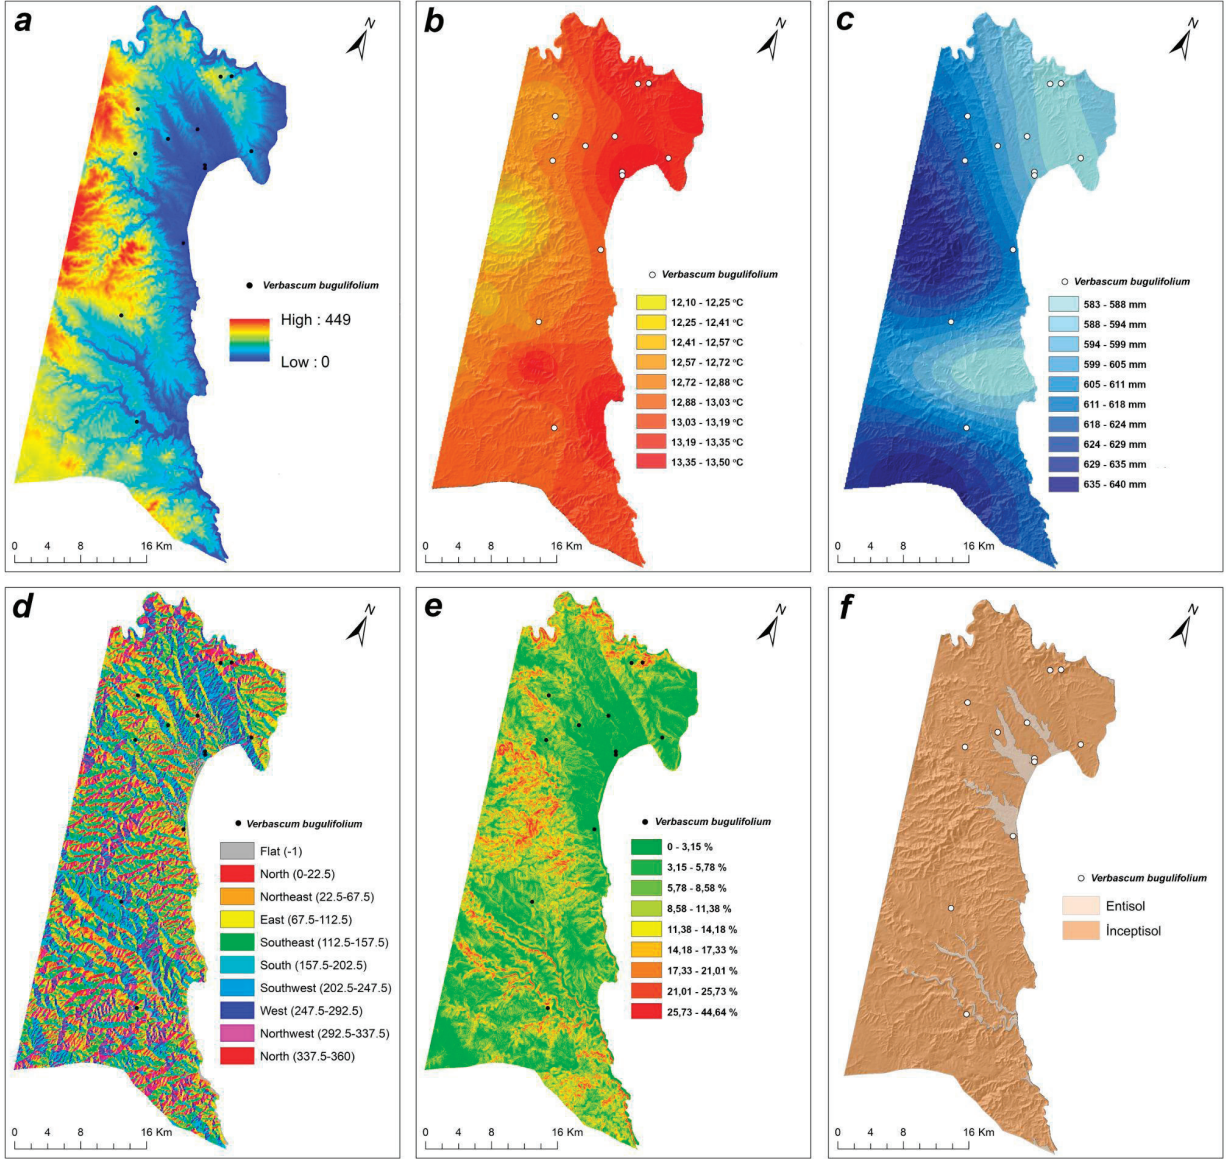 a
N
Verbascum bugulifolium
High : 449
Low : 0
0 4 8 16 Km
b
N
Verbascum bugulifolium
12,10 - 12,25 °C
12,25 - 12,41 °C
12,41 - 12,57 °C
12,57 - 12,72 °C
12,72 - 12,88 °C
12,88 - 13,03 °C
13,03 - 13,19 °C
13,19 - 13,35 °C
13,35 - 13,50 °C
0 4 8 16 Km
c
N
Verbascum bugulifolium
583 - 588 mm
588 - 594 mm
594 - 599 mm
599 - 605 mm
605 - 611 mm
611 - 618 mm
618 - 624 mm
624 - 629 mm
629 - 635 mm
635 - 640 mm
0 4 8 16 Km
d
N
Verbascum bugulifolium
Flat (-1)
North (0-22.5)
Northeast (22.5-67.5)
East (67.5-112.5)
Southeast (112.5-157.5)
South (157.5-202.5)
Southwest (202.5-247.5)
West (247.5-292.5)
Northwest (292.5-337.5)
North (337.5-360)
0 4 8 16 Km
e
N
Verbascum bugulifolium
0 - 3,15 %
3,15 - 5,78 %
5,78 - 8,58 %
8,58 - 11,38 %
11,38 - 14,18 %
14,18 - 17,33 %
17,33 - 21,01 %
21,01 - 25,73 %
25,73 - 44,64 %
0 4 8 16 Km
f
N
Verbascum bugulifolium
Entisol
İnceptisol
0 4 8 16 Km